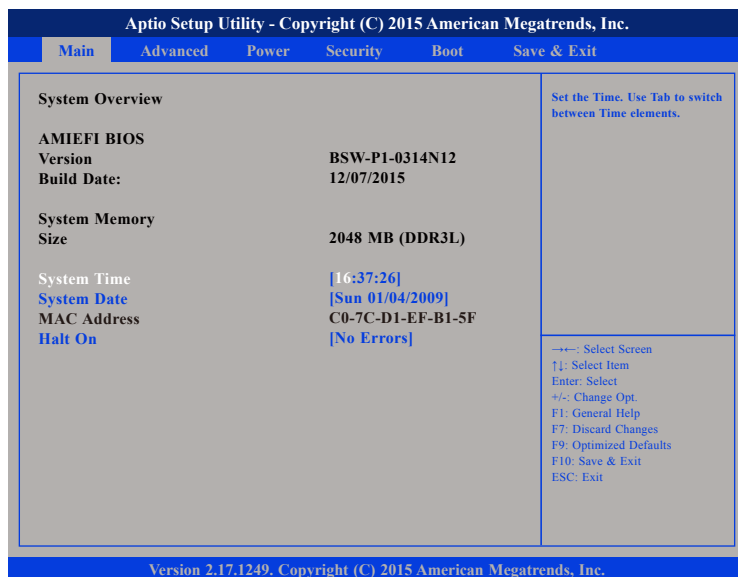 Aptio Setup Utility - Copyright (C) 2015 American Megatrends, Inc.
Main Advanced Power Security Boot Save & Exit
System Overview
AMIEFI BIOS
Version BSW-P1-0314N12
Build Date: 12/07/2015
System Memory
Size 2048 MB (DDR3L)
System Time [16:37:26]
System Date [Sun 01/04/2009]
MAC Address C0-7C-D1-EF-B1-5F
Halt On [No Errors]
Set the Time. Use Tab to switch
between Time elements.
→←: Select Screen
↑↓: Select Item
Enter: Select
+/-: Change Opt.
F1: General Help
F7: Discard Changes
F9: Optimized Defaults
F10: Save & Exit
ESC: Exit
Version 2.17.1249. Copyright (C) 2015 American Megatrends, Inc.